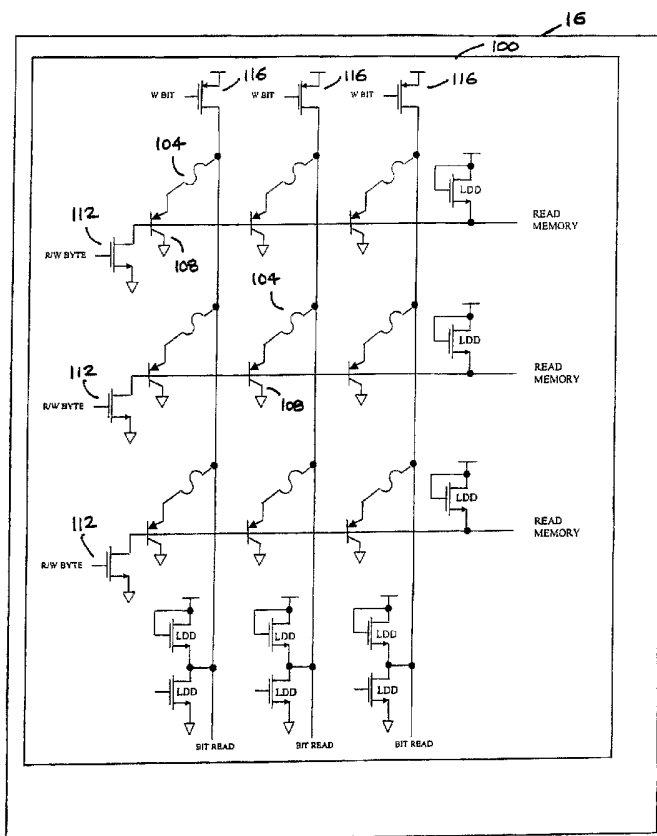 16
100
116 116 116
W BIT W BIT W BIT
104
LDD
112
READ
MEMORY
R/W BYTE
108
104
LDD
112
READ
MEMORY
R/W BYTE
108
LDD
112
READ
MEMORY
R/W BYTE
LDD LDD LDD
LDD LDD LDD
BIT READ BIT READ BIT READ